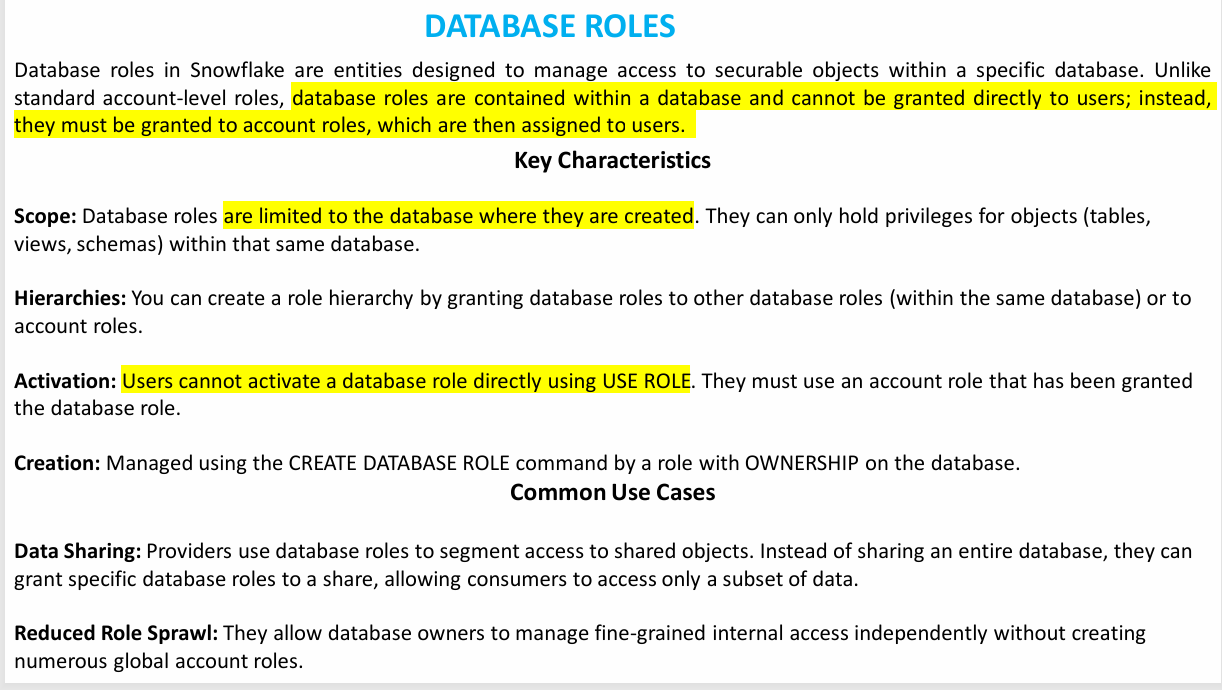 DATABASE ROLES
Database roles in Snowflake are entities designed to manage access to securable objects within a specific database. Unlike
standard account-level roles, database roles are contained within a database and cannot be granted directly to users; instead,
they must be granted to account roles, which are then assigned to users.
Key Characteristics
Scope: Database roles are limited to the database where they are created. They can only hold privileges for objects (tables,
views, schemas) within that same database.
Hierarchies: You can create a role hierarchy by granting database roles to other database roles (within the same database) or to
account roles.
Activation: Users cannot activate a database role directly using USE ROLE. They must use an account role that has been granted
the database role.
Creation: Managed using the CREATE DATABASE ROLE command by a role with OWNERSHIP on the database.
Common Use Cases
Data Sharing: Providers use database roles to segment access to shared objects. Instead of sharing an entire database, they can
grant specific database roles to a share, allowing consumers to access only a subset of data.
Reduced Role Sprawl: They allow database owners to manage fine-grained internal access independently without creating
numerous global account roles.